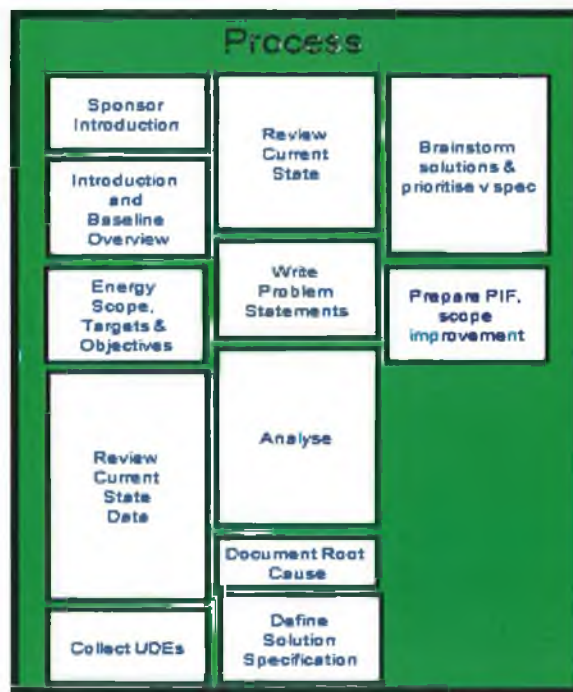 Process
Sponsor
Introduction
Introduction
and
Baseline
Overview
Energy
Scope,
Targets &
Objectives
Review
Current
State
Data
Collect UDEs
Review
Current
State
Write
Problem
Statements
Analyse
Document Root
Cause
Define
Solution
Specification
Brainstorm
solutions &
prioritise v spec
Prepare PIF,
scope
improvement